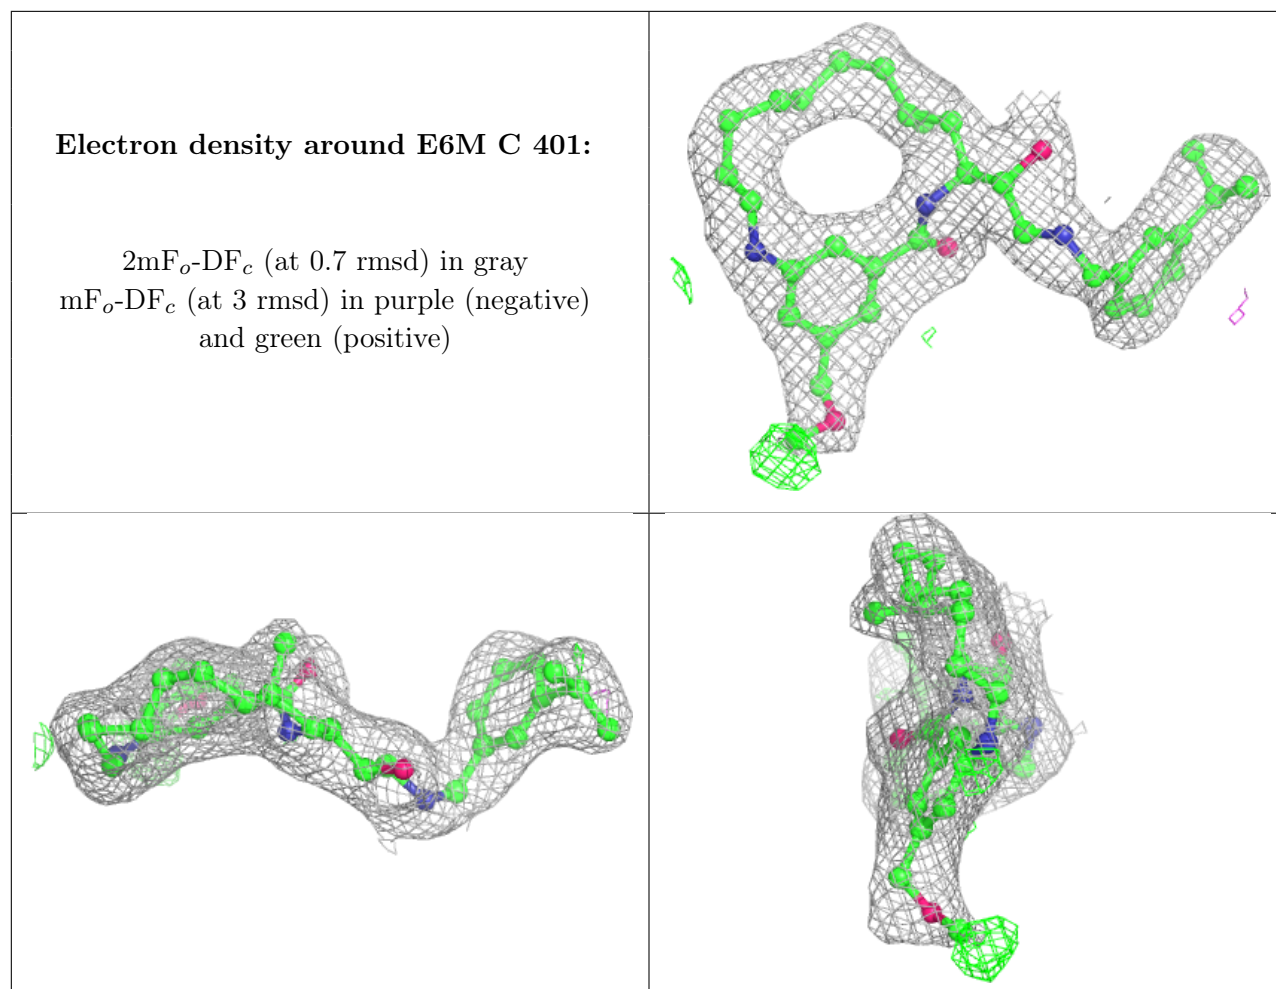 Electron density around E6M C 401:
2mFo-DFc (at 0.7 rmsd) in gray
mFo-DFc (at 3 rmsd) in purple (negative)
and green (positive)